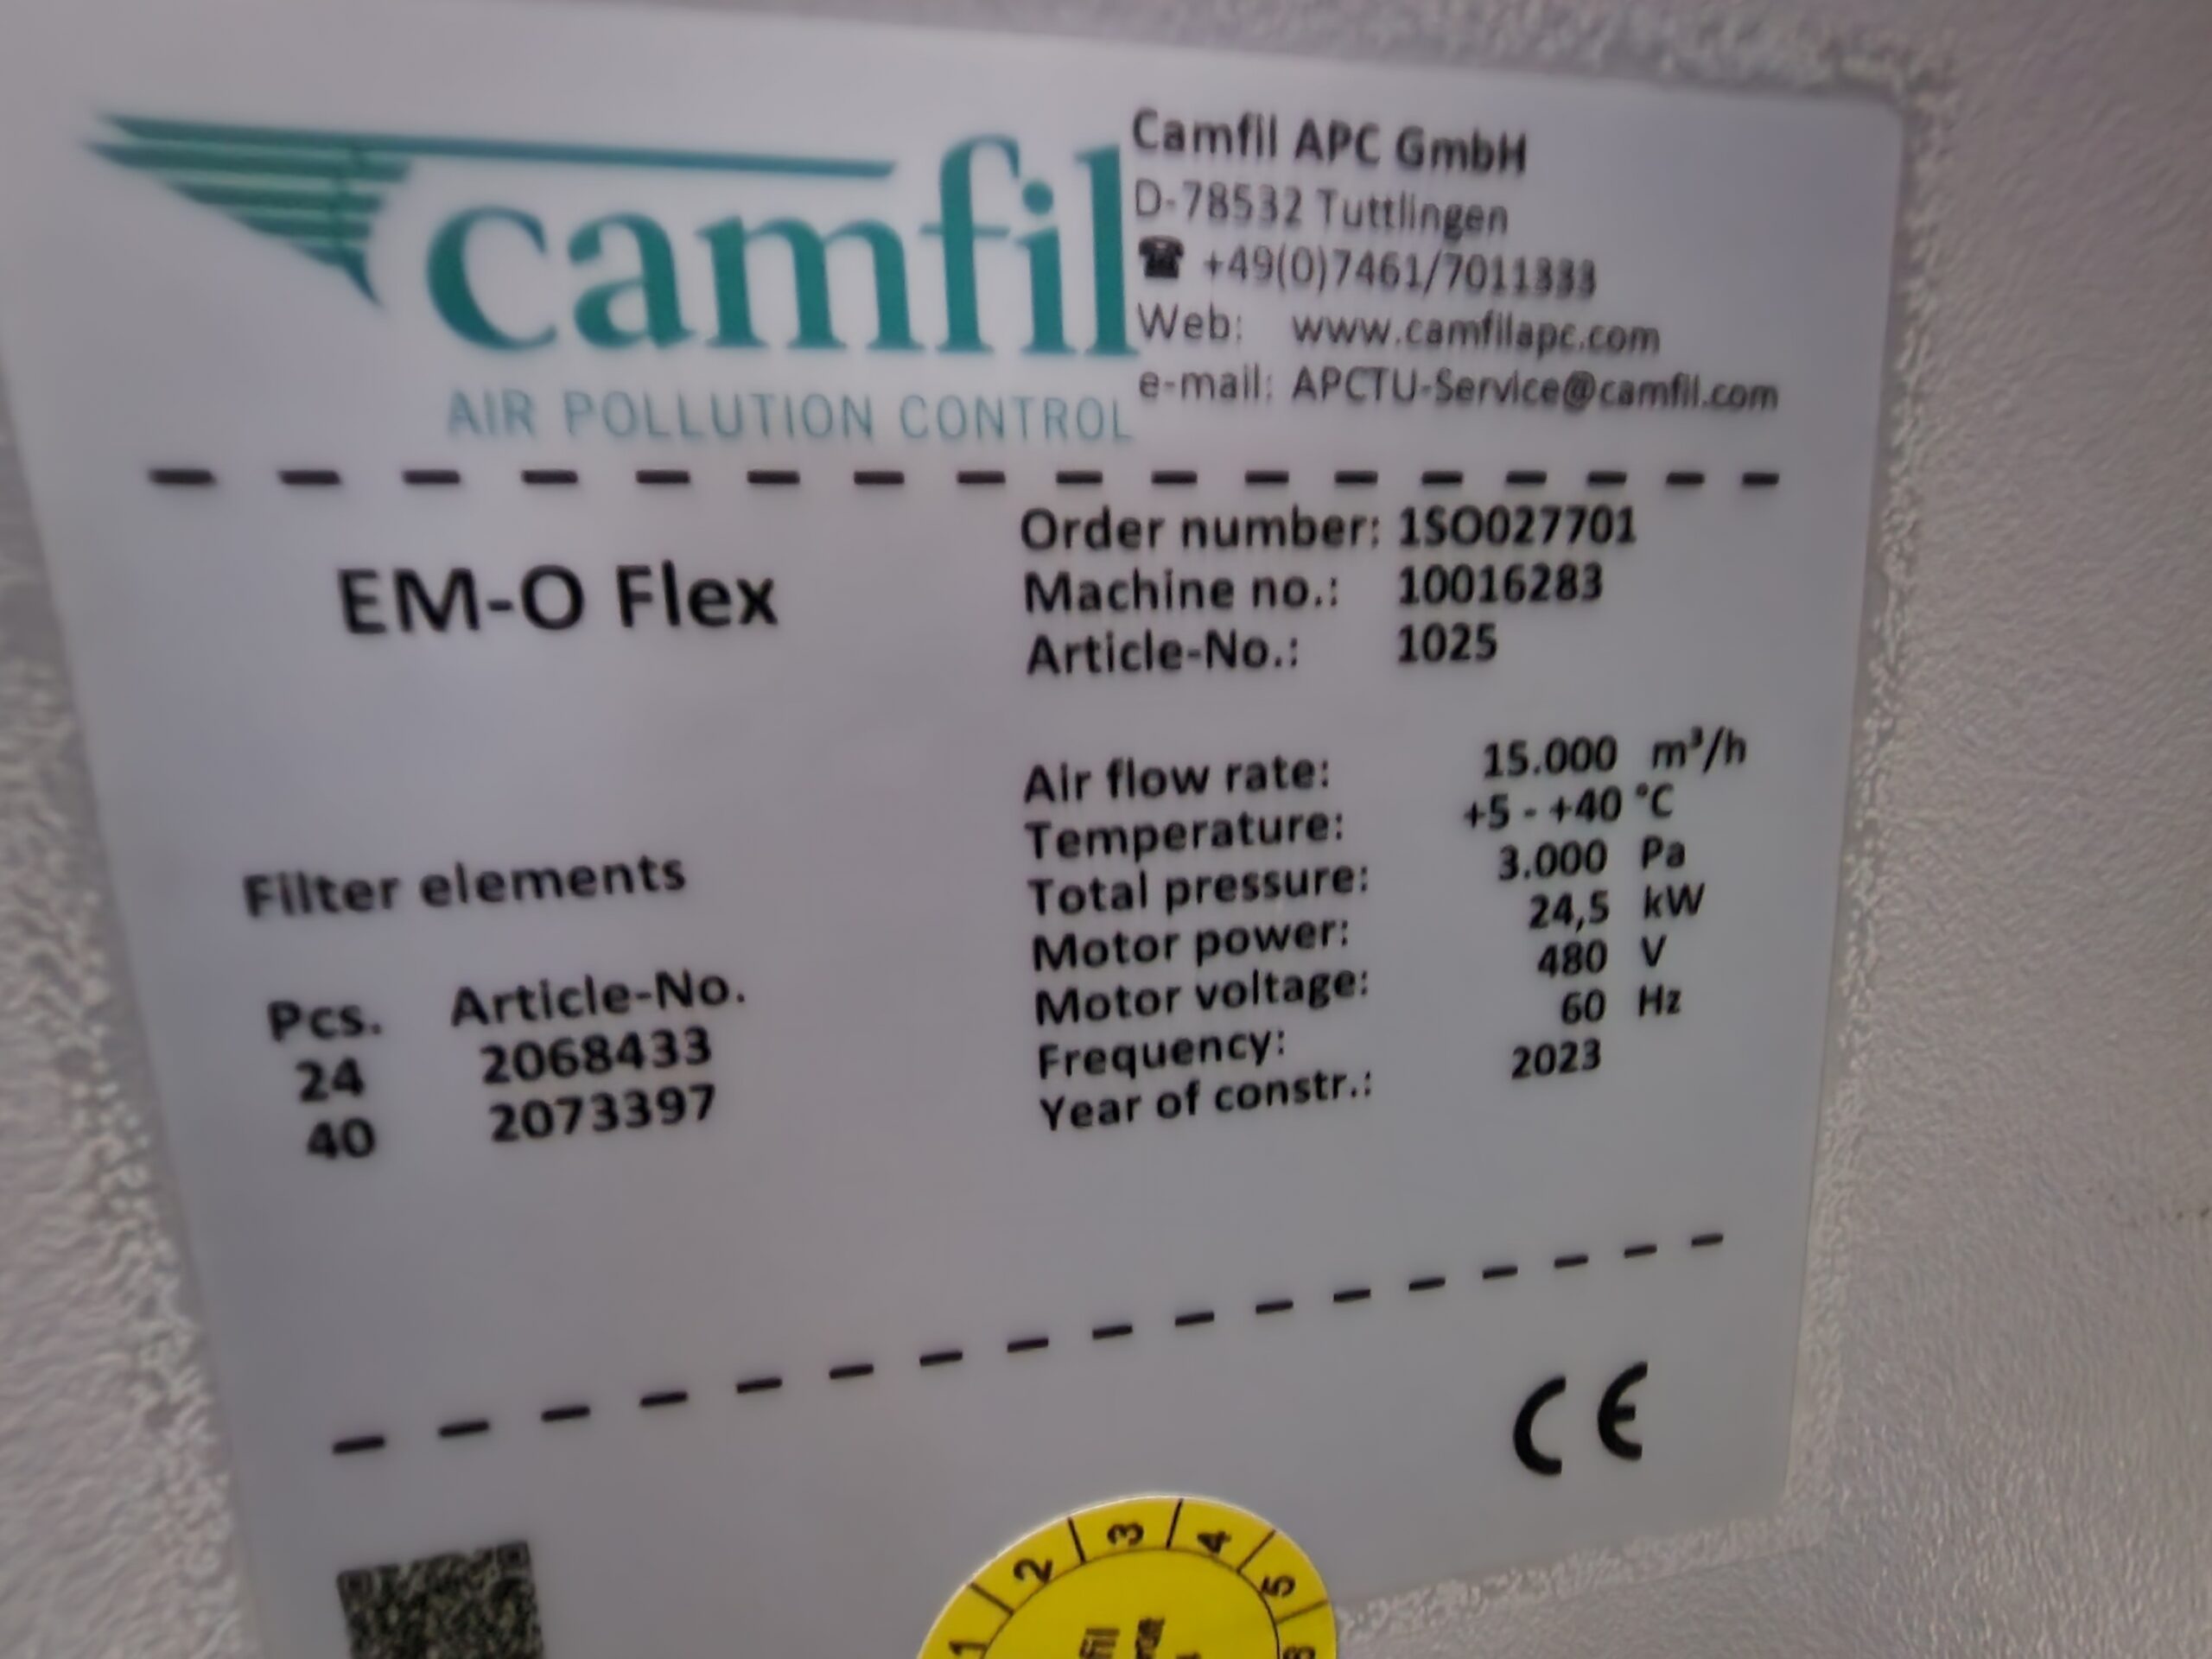 camfil
AIR POLLUTION CONTROL
Camfil APC GmbH
D-78532 Tuttlingen
☎ +49(0)7461/7011333
Web: www.camfilapc.com
e-mail: APCTU-Service@camfil.com
EM-O Flex
Order number: 1SO027701
Machine no.: 10016283
Article-No.: 1025
Air flow rate: 15.000 m³/h
Temperature: +5 - +40 °C
Total pressure: 3.000 Pa
Motor power: 24,5 kW
Motor voltage: 480 V
Frequency: 60 Hz
Year of constr.: 2023
Filter elements
Pcs. Article-No.
24 2068433
40 2073397
CE
1 2 3 4 5